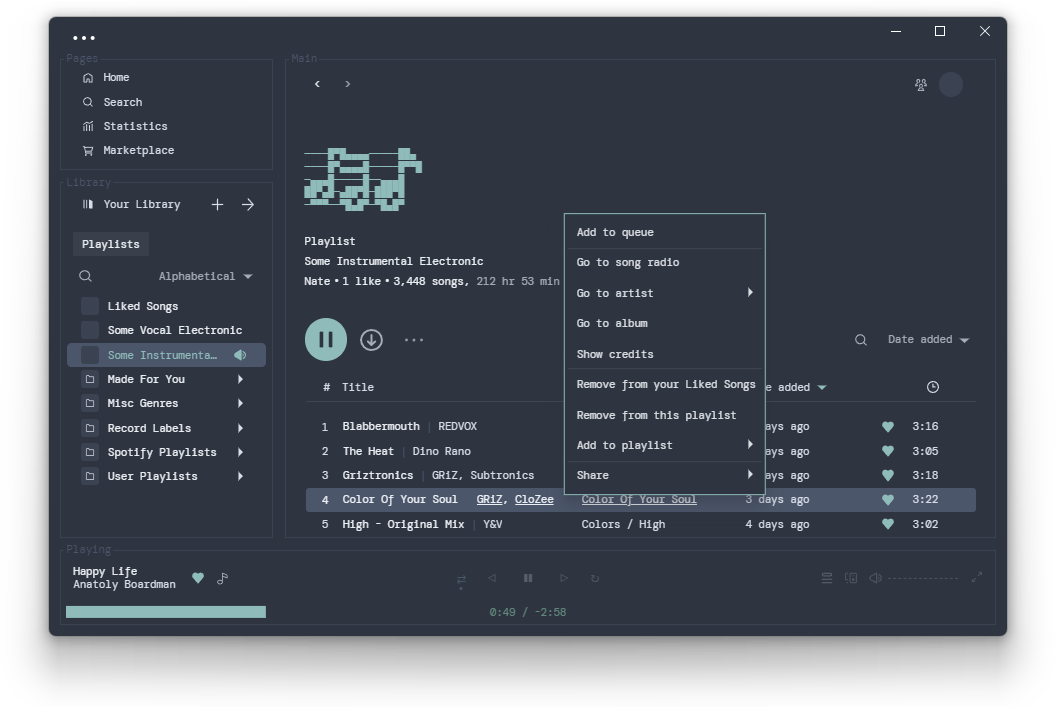 Pages
Home
Search
Statistics
Marketplace
Library
Your Library
Playlists
Alphabetical
Liked Songs
Some Vocal Electronic
Some Instrumenta…
Made For You
Misc Genres
Record Labels
Spotify Playlists
User Playlists
Main
Playlist
Some Instrumental Electronic
Nate • 1 like • 3,448 songs, 212 hr 53 min
Date added
# Title e added
1 Blabbermouth | REDVOX ays ago 3:16
2 The Heat | Dino Rano ays ago 3:05
3 Griztronics | GRiZ, Subtronics ays ago 3:18
4 Color Of Your Soul GRiZ, CloZee Color Of Your Soul 3 days ago 3:22
5 High - Original Mix | Y&V Colors / High 4 days ago 3:02
Add to queue
Go to song radio
Go to artist
Go to album
Show credits
Remove from your Liked Songs
Remove from this playlist
Add to playlist
Share
Playing
Happy Life
Anatoly Boardman
0:49 / -2:58